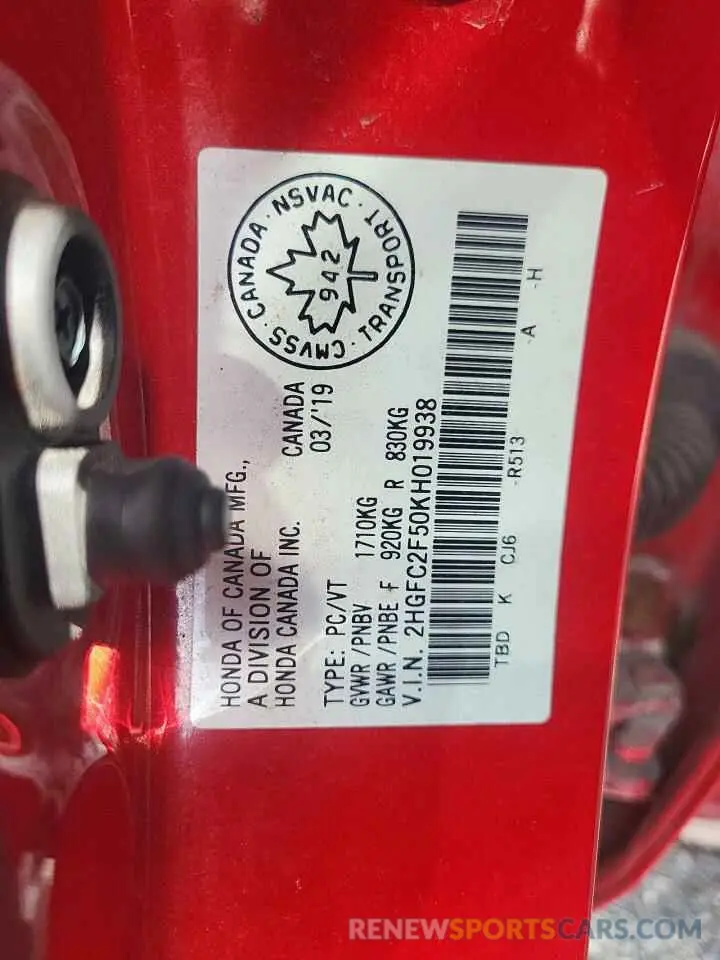 HONDA OF CANADA MFG.,
A DIVISION OF
HONDA CANADA INC. CANADA
03/'19
TYPE: PC/VT
GVWR/PNBV 1710KG
GAWR/PNBE F 920KG R 830KG
V.I.N. 2HGFC2F50KH019938
TBD K CJ6 -R513 A -H
CANADA · NSVAC · TRANSPORT · CMVSS ·
942
RENEWSPORTSCARS.COM